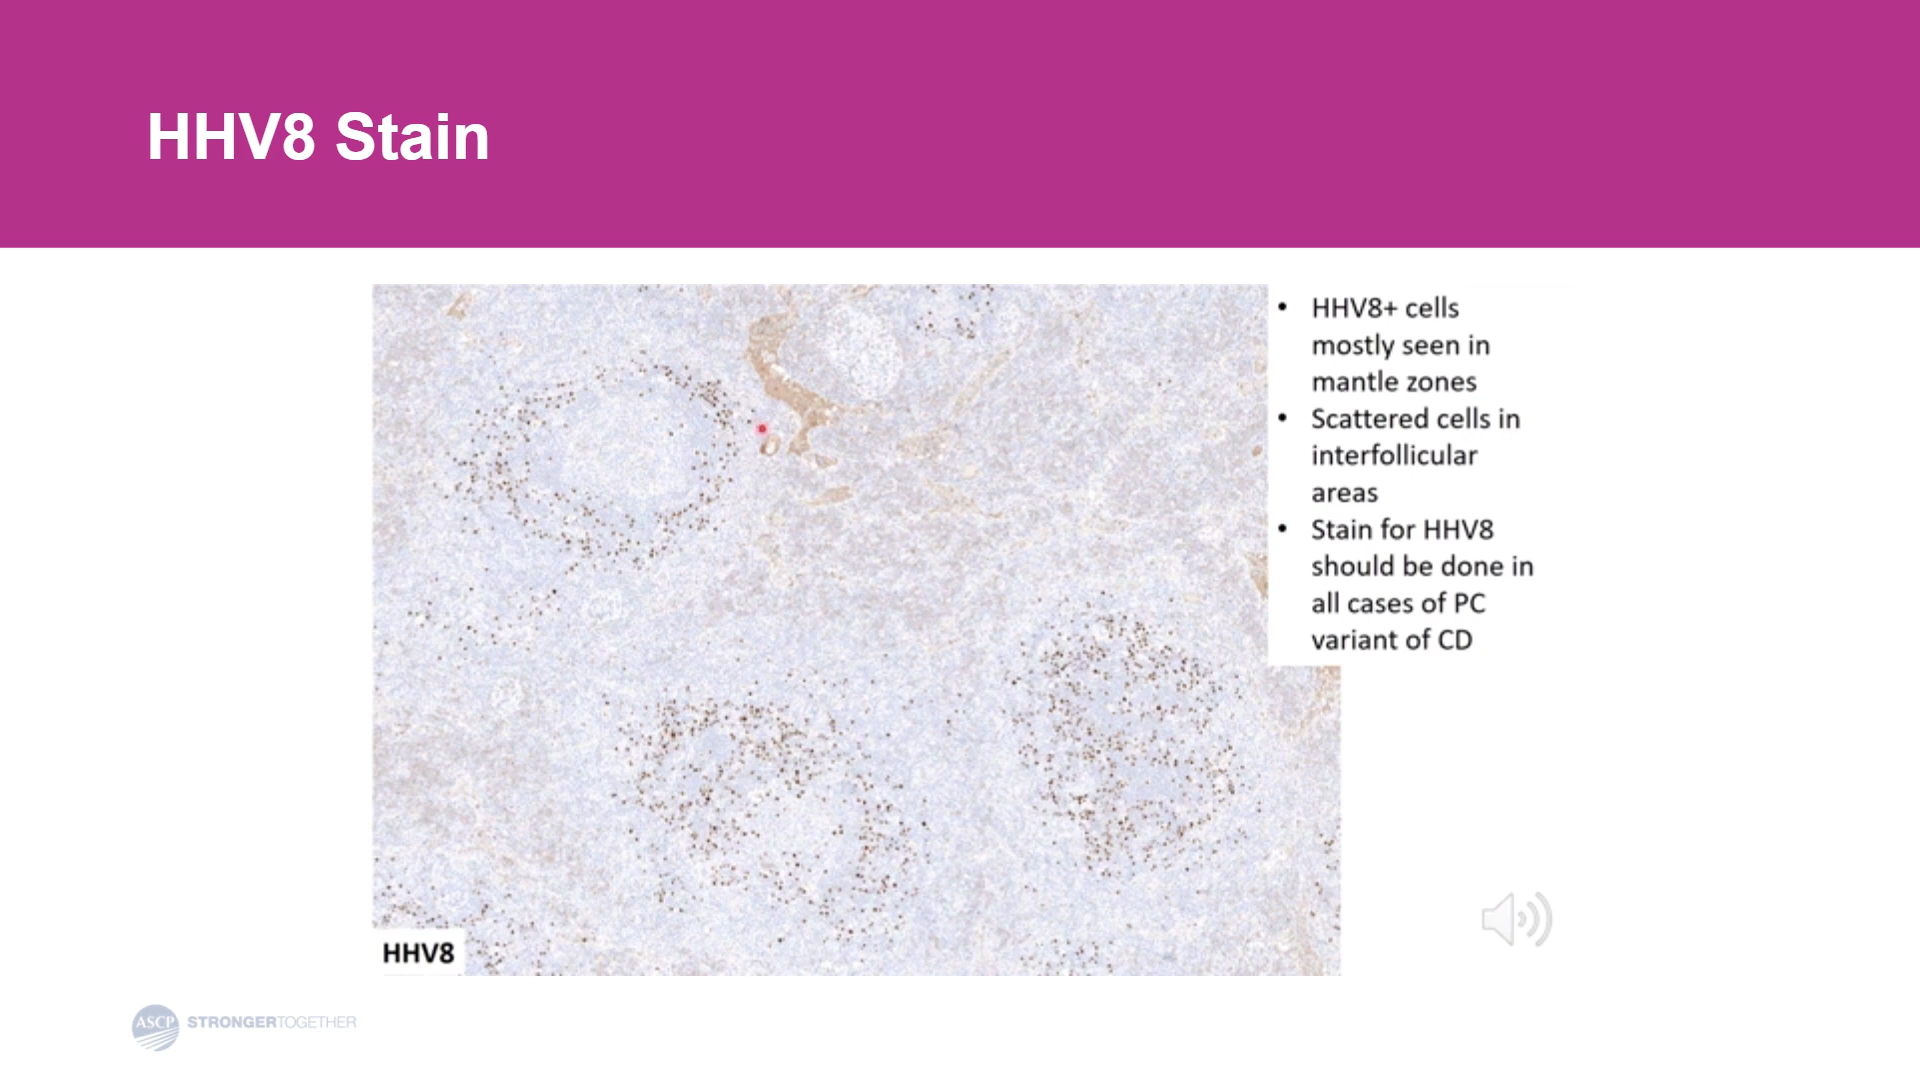 HHV8 Stain
• HHV8+ cells
mostly seen in
mantle zones
• Scattered cells in
interfollicular
areas
• Stain for HHV8
should be done in
all cases of PC
variant of CD
HHV8
ASCP STRONGERTOGETHER